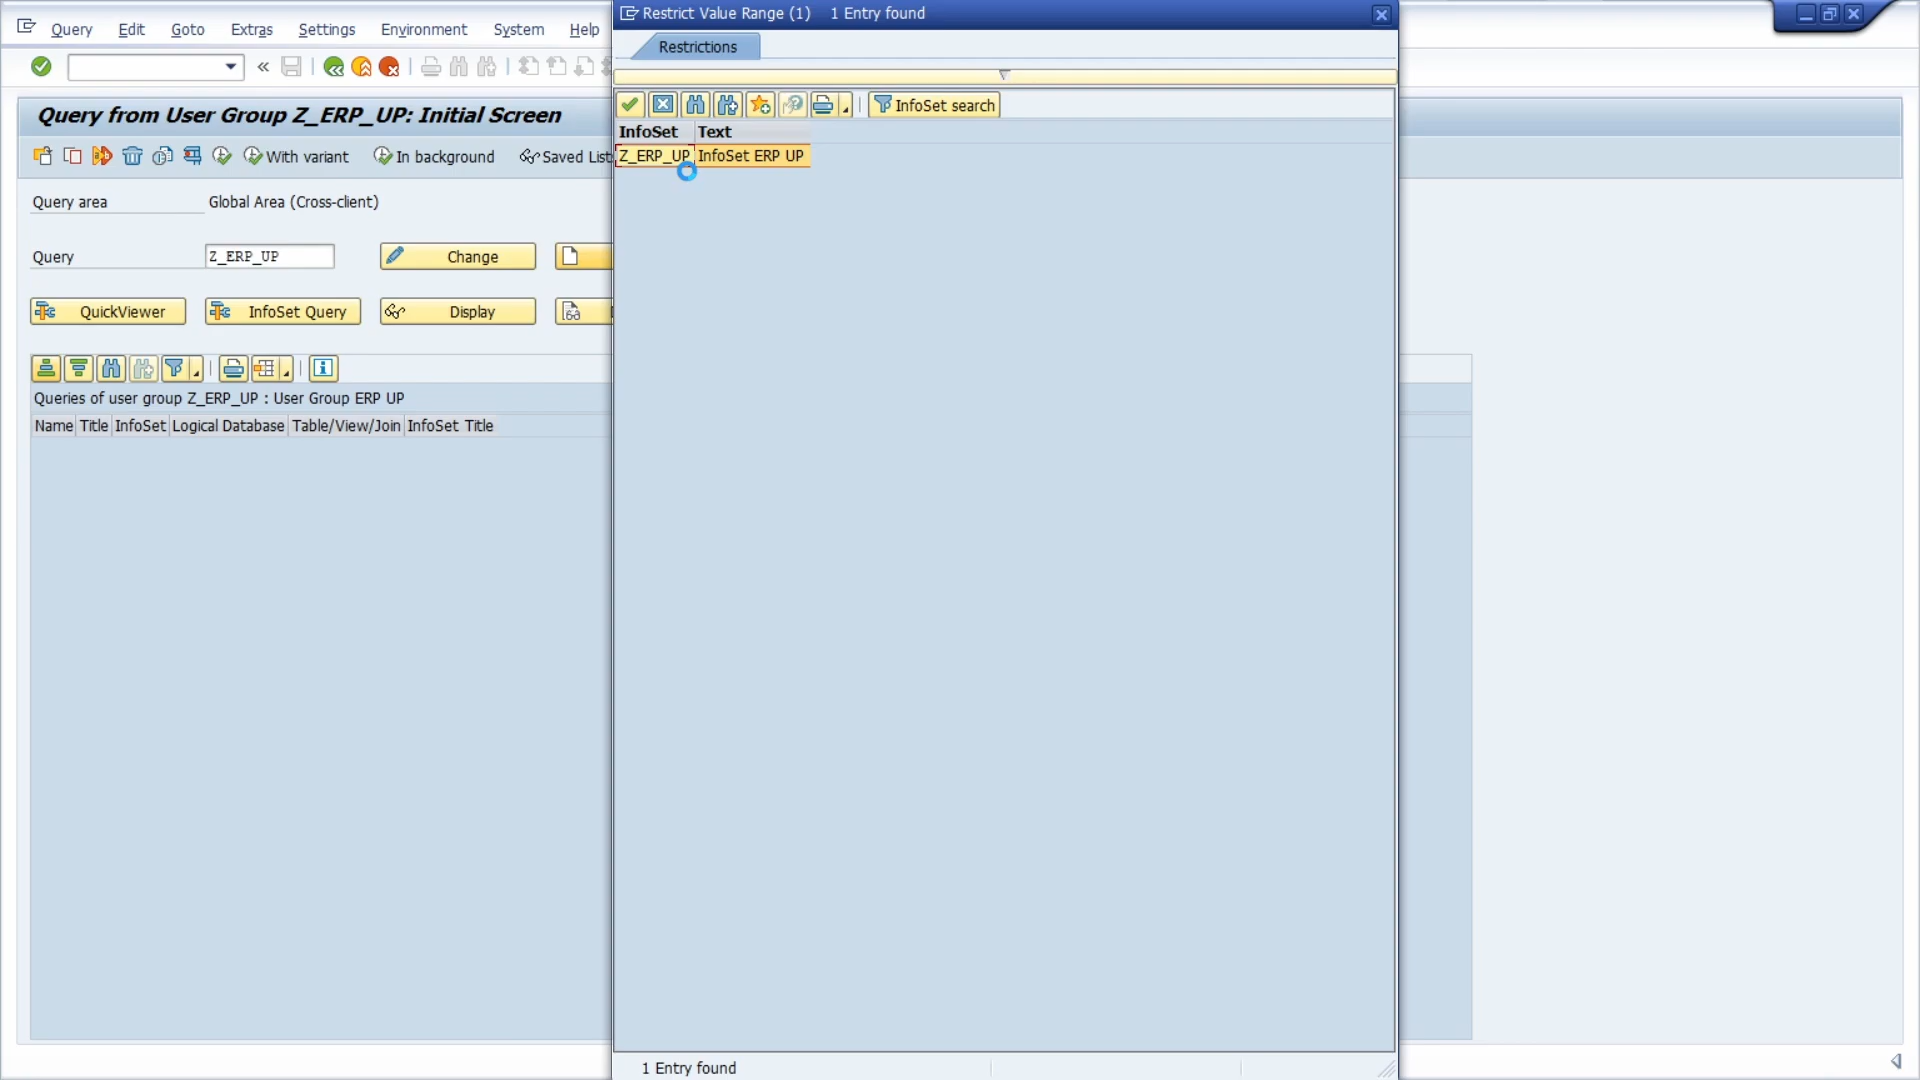 Query Edit Goto Extras Settings Environment System Help
Query from User Group Z_ERP_UP: Initial Screen
With variant In background Saved List
Query area Global Area (Cross-client)
Query Z_ERP_UP Change
QuickViewer InfoSet Query Display
Queries of user group Z_ERP_UP : User Group ERP UP
Name Title InfoSet Logical Database Table/View/Join InfoSet Title
Restrict Value Range (1) 1 Entry found
Restrictions
InfoSet search
InfoSet Text
Z_ERP_UP InfoSet ERP UP
1 Entry found